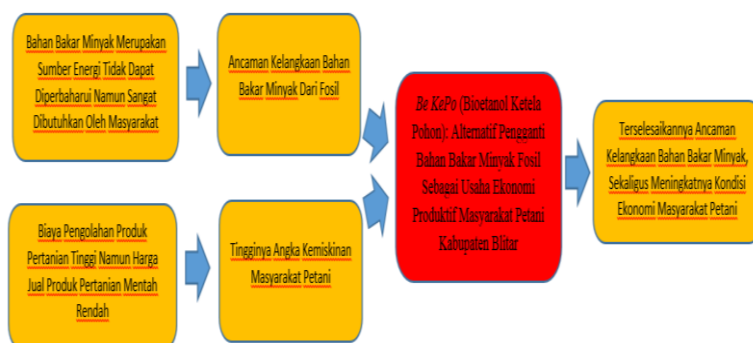 Bahan Bakar Minyak Merupakan
Sumber Energi Tidak Dapat
Diperbaharui Namun Sangat
Dibutuhkan Oleh Masyarakat
Ancaman Kelangkaan Bahan
Bakar Minyak Dari Fosil
Biaya Pengolahan Produk
Pertanian Tinggi Namun Harga
Jual Produk Pertanian Mentah
Rendah
Tingginya Angka Kemiskinan
Masyarakat Petani
Be KePo (Bioetanol Ketela
Pohon): Alternatif Pengganti
Bahan Bakar Minyak Fosil
Sebagai Usaha Ekonomi
Produktif Masyarakat Petani
Kabupaten Blitar
Terselesaikannya Ancaman
Kelangkaan Bahan Bakar Minyak,
Sekaligus Meningkatnya Kondisi
Ekonomi Masyarakat Petani